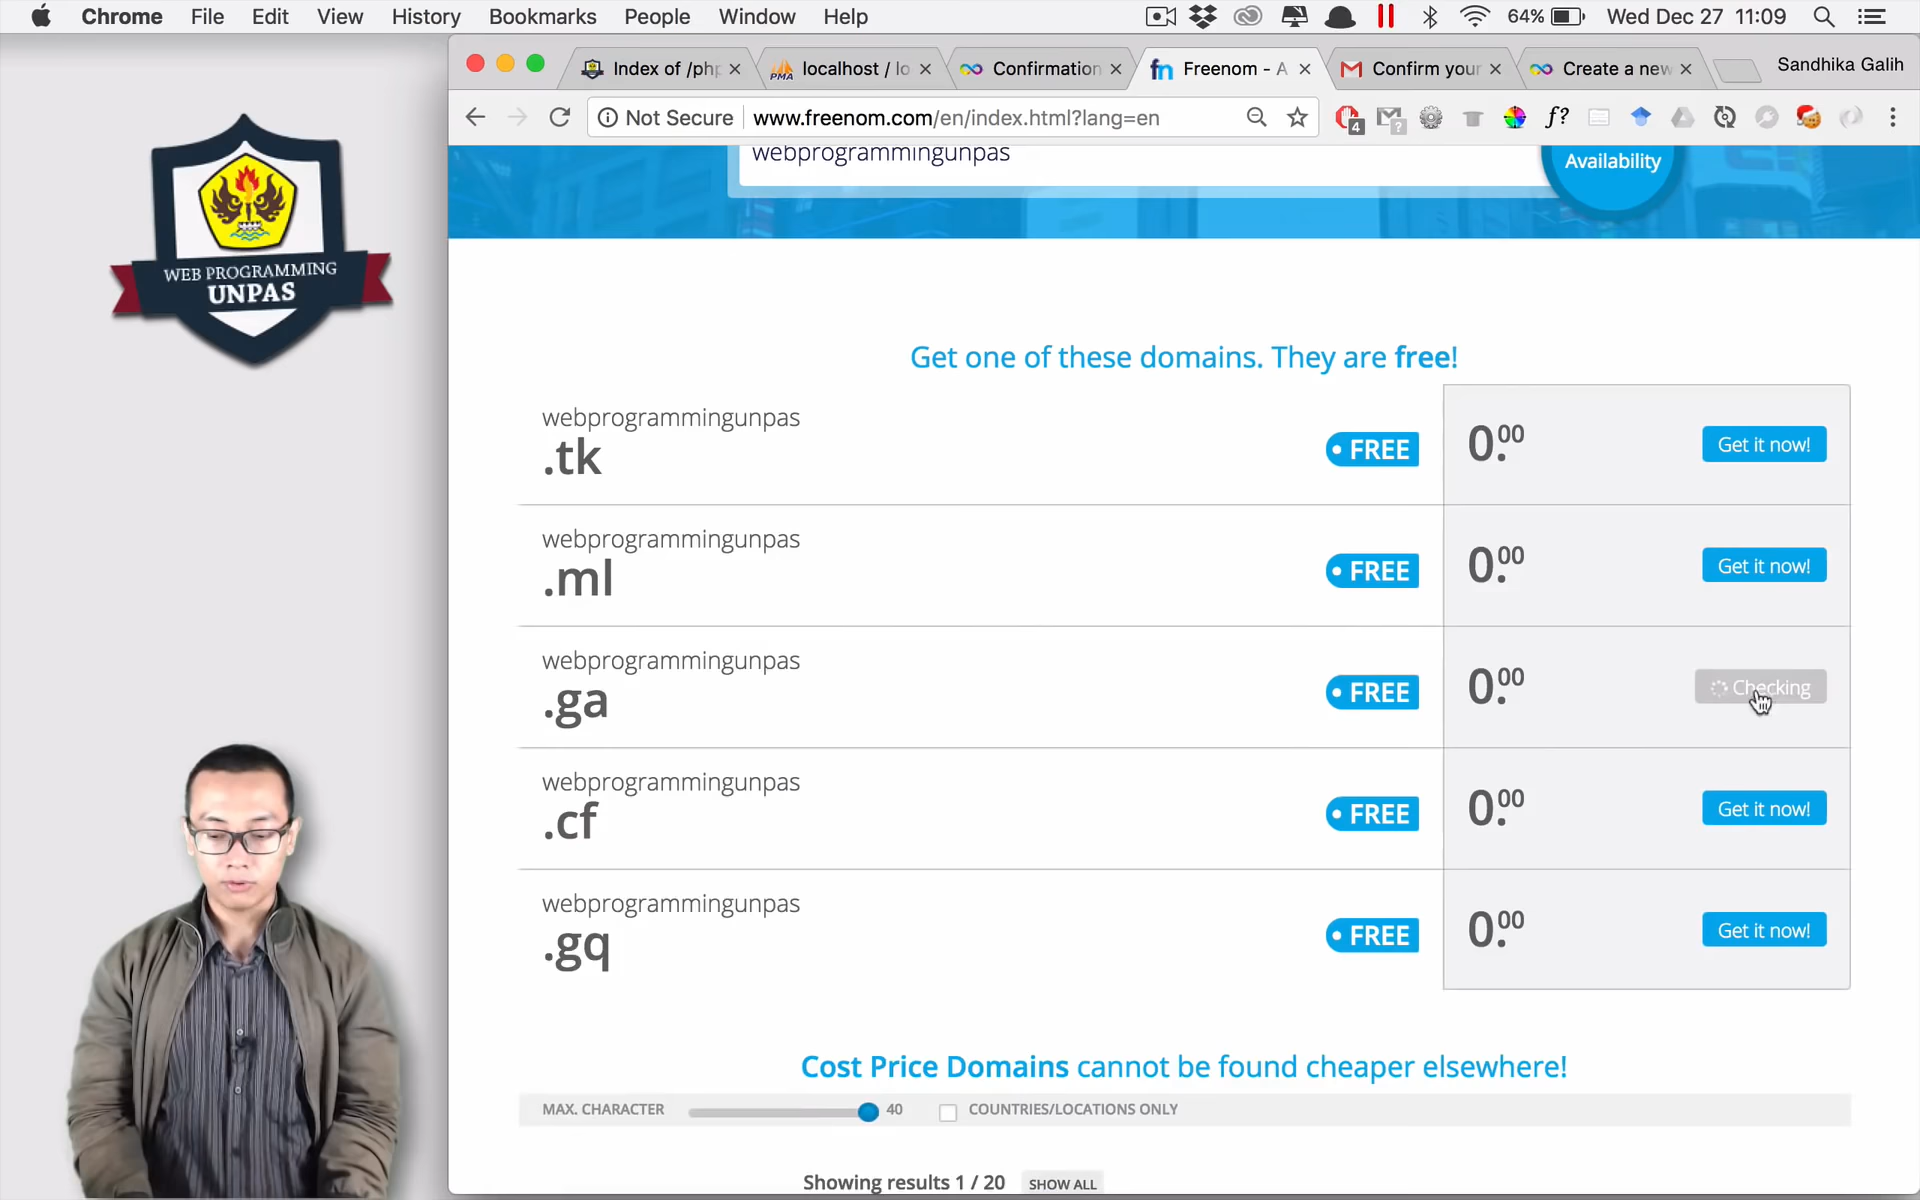 Chrome File Edit View History Bookmarks People Window Help 64% Wed Dec 27 11:09
Index of /php localhost / lo Confirmation Freenom - A Confirm your Create a new Sandhika Galih
Not Secure www.freenom.com/en/index.html?lang=en
webprogrammingunpas
Availability
WEB PROGRAMMING
UNPAS
Get one of these domains. They are free!
webprogrammingunpas
.tk FREE 0.00 Get it now!
webprogrammingunpas
.ml FREE 0.00 Get it now!
webprogrammingunpas
.ga FREE 0.00 Checking
webprogrammingunpas
.cf FREE 0.00 Get it now!
webprogrammingunpas
.gq FREE 0.00 Get it now!
Cost Price Domains cannot be found cheaper elsewhere!
MAX. CHARACTER 40 COUNTRIES/LOCATIONS ONLY
Showing results 1 / 20 SHOW ALL